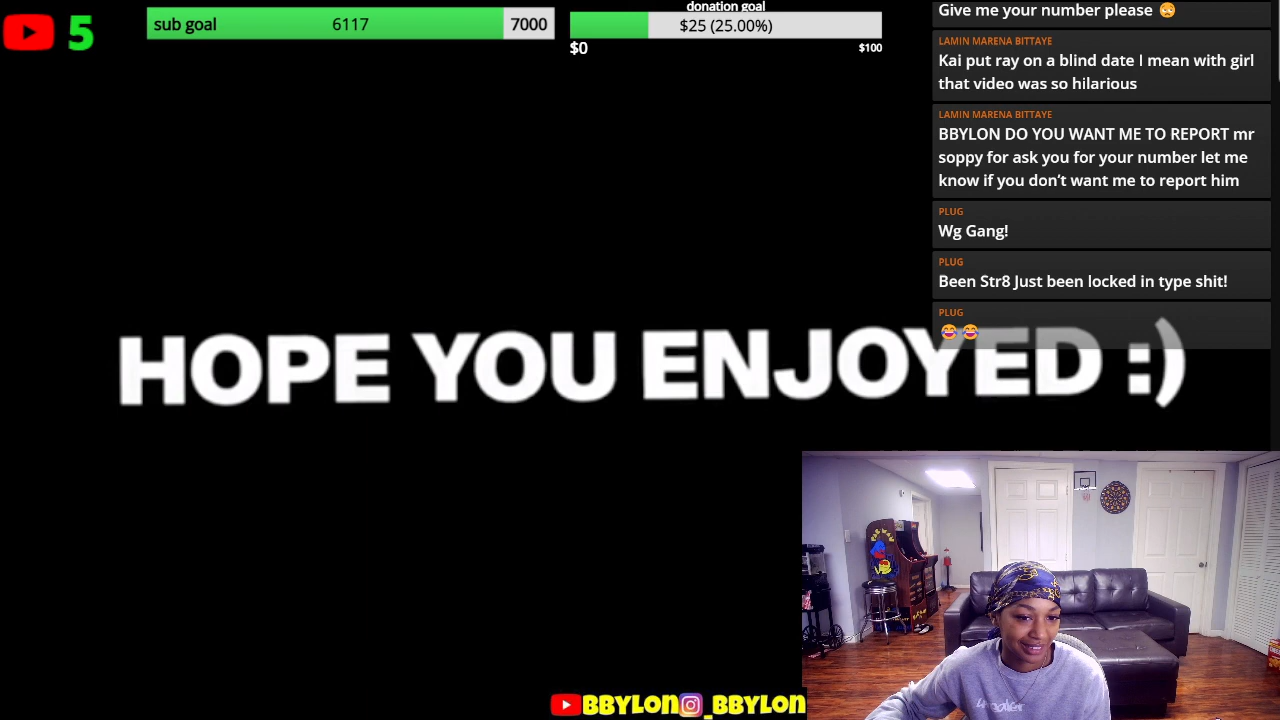 5
sub goal 6117 7000
donation goal
$25 (25.00%)
$0 $100
Give me your number please 😳
LAMIN MARENA BITTAYE
Kai put ray on a blind date I mean with girl
that video was so hilarious
LAMIN MARENA BITTAYE
BBYLON DO YOU WANT ME TO REPORT mr
soppy for ask you for your number let me
know if you don't want me to report him
PLUG
Wg Gang!
PLUG
Been Str8 Just been locked in type shit!
PLUG
😂😂
HOPE YOU ENJOYED :)
PAC-MAN
BBYLON _BBYLON